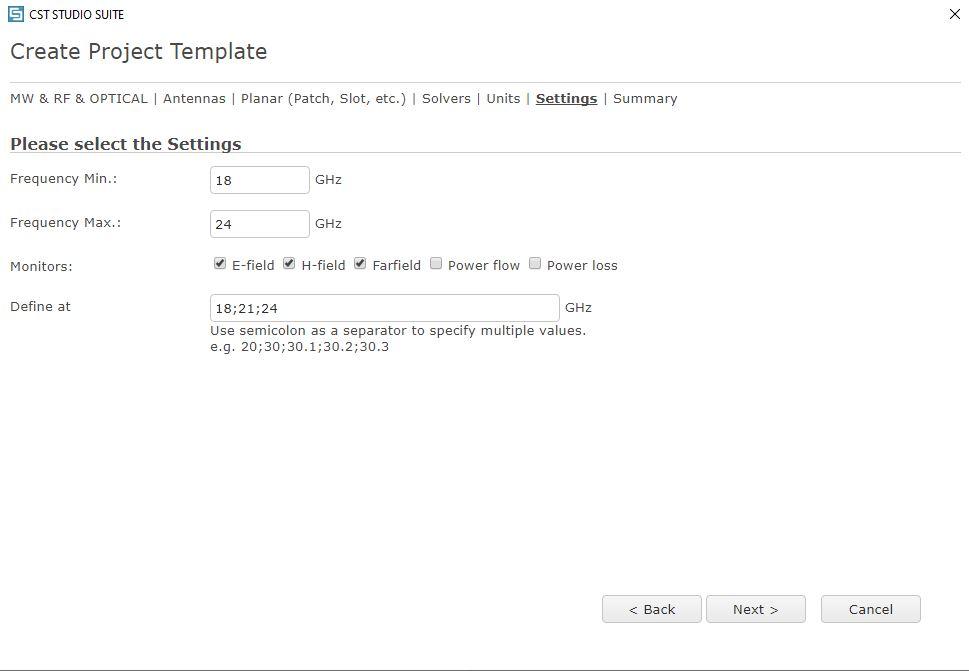 CST STUDIO SUITE
Create Project Template
MW & RF & OPTICAL | Antennas | Planar (Patch, Slot, etc.) | Solvers | Units | Settings | Summary
Please select the Settings
Frequency Min.: 18 GHz
Frequency Max.: 24 GHz
Monitors: E-field H-field Farfield Power flow Power loss
Define at 18;21;24 GHz
Use semicolon as a separator to specify multiple values.
e.g. 20;30;30.1;30.2;30.3
< Back Next > Cancel